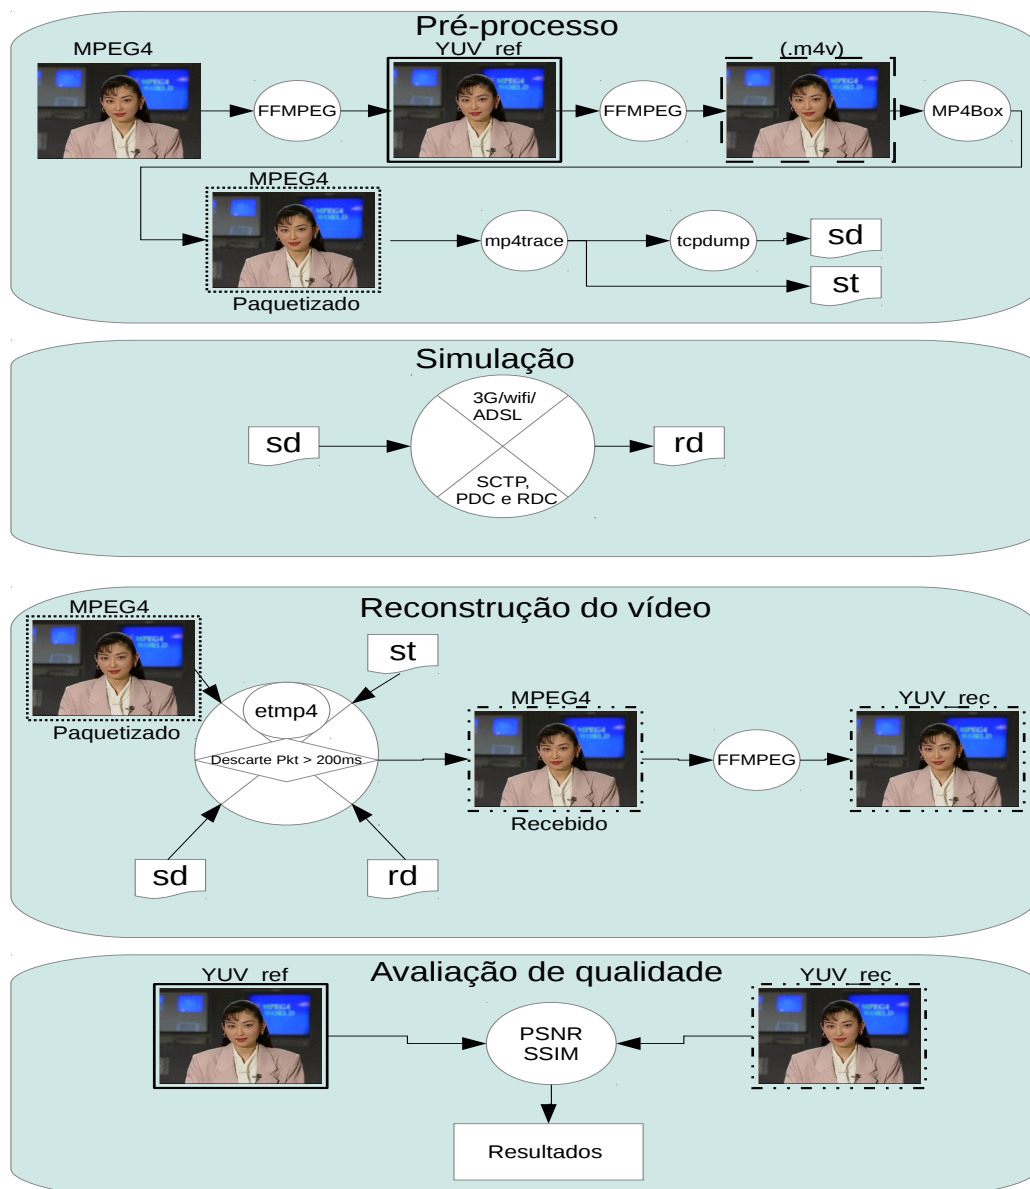 Pré-processo
MPEG4
YUV_ref
(.m4v)
FFMPEG
FFMPEG
MP4Box
MPEG4
Paquetizado
mp4trace
tcpdump
sd
st
Simulação
3G/wifi/
ADSL
sd
rd
SCTP,
PDC e RDC
Reconstrução do vídeo
MPEG4
Paquetizado
st
etmp4
Descarte Pkt > 200ms
sd
rd
MPEG4
Recebido
FFMPEG
YUV_rec
Avaliação de qualidade
YUV_ref
YUV_rec
PSNR
SSIM
Resultados